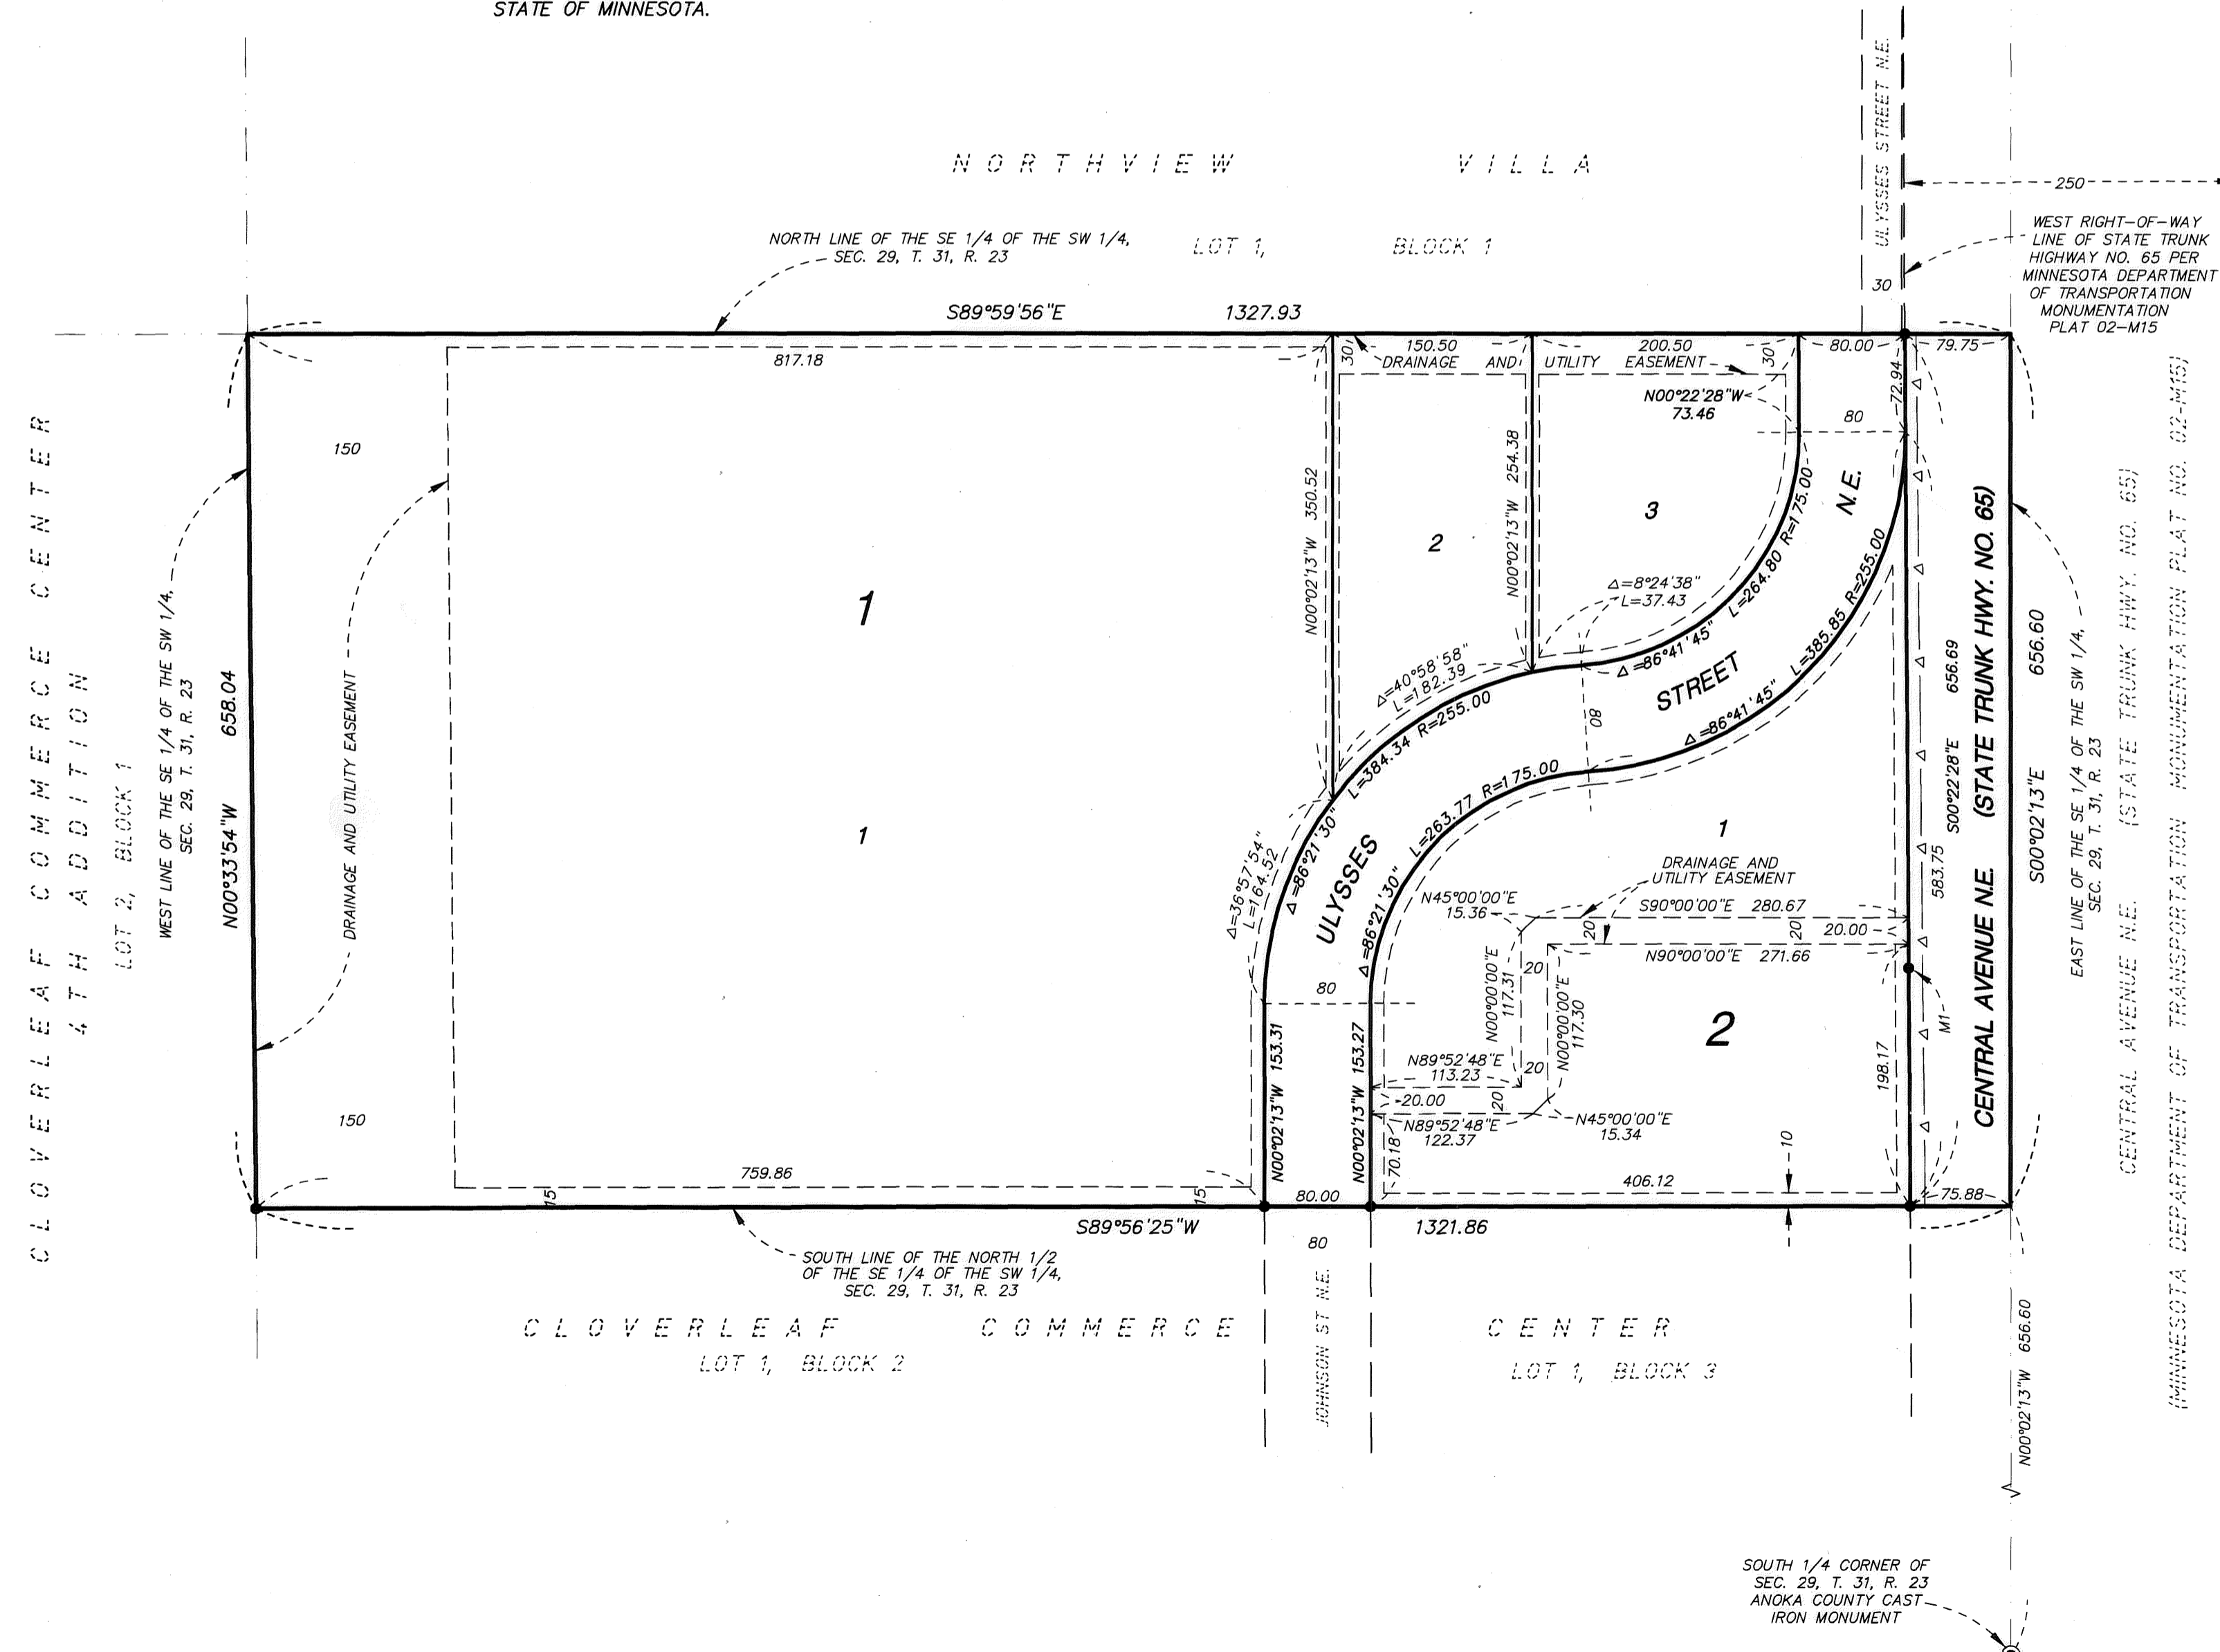 STATE OF MINNESOTA.
NORTHVIEW VILLA
LOT 1, BLOCK 1
ULYSSES STREET N.E.
30
250
WEST RIGHT-OF-WAY
LINE OF STATE TRUNK
HIGHWAY NO. 65 PER
MINNESOTA DEPARTMENT
OF TRANSPORTATION
MONUMENTATION
PLAT 02-M15
NORTH LINE OF THE SE 1/4 OF THE SW 1/4,
SEC. 29, T. 31, R. 23
S89°59'56"E 1327.93
817.18
150.50
200.50
80.00
79.75
30
DRAINAGE AND UTILITY EASEMENT
30
N00°22'28"W
73.46
72.94
80
150
CLOVERLEAF COMMERCE CENTER
4TH ADDITION
LOT 2, BLOCK 1
WEST LINE OF THE SE 1/4 OF THE SW 1/4,
SEC. 29, T. 31, R. 23
N00°33'54"W 658.04
DRAINAGE AND UTILITY EASEMENT
1
1
N00°02'13"W 350.52
2
N00°02'13"W 254.38
3
Δ=8°24'38"
L=37.43
Δ=86°41'45" L=264.80 R=175.00
Δ=86°41'45" L=385.85 R=255.00
Δ=40°58'58"
L=182.39
Δ=86°21'30" L=384.34 R=255.00
Δ=86°21'30" L=263.77 R=175.00
Δ=36°57'54"
L=164.52
ULYSSES STREET N.E.
80
80
1
DRAINAGE AND
UTILITY EASEMENT
N45°00'00"E
15.36
S90°00'00"E 280.67
20
20
20.00
N90°00'00"E 271.66
20
N00°00'00"E
117.31
N00°00'00"E
117.30
2
M1
N89°52'48"E
113.23
20
20.00
20
N89°52'48"E
122.37
N45°00'00"E
15.34
N00°02'13"W 153.31
N00°02'13"W 153.27
70.18
198.17
583.75
S00°22'28"E 656.69
CENTRAL AVENUE N.E. (STATE TRUNK HWY. NO. 65)
S00°02'13"E 656.60
EAST LINE OF THE SE 1/4 OF THE SW 1/4,
SEC. 29, T. 31, R. 23
CENTRAL AVENUE N.E. (STATE TRUNK HWY. NO. 65)
(MINNESOTA DEPARTMENT OF TRANSPORTATION MONUMENTATION PLAT NO. 02-M15)
150
15
759.86
15
80.00
10
406.12
75.88
S89°56'25"W 1321.86
SOUTH LINE OF THE NORTH 1/2
OF THE SE 1/4 OF THE SW 1/4,
SEC. 29, T. 31, R. 23
80
JOHNSON ST N.E.
CLOVERLEAF COMMERCE CENTER
LOT 1, BLOCK 2
LOT 1, BLOCK 3
N00°02'13"W 656.60
SOUTH 1/4 CORNER OF
SEC. 29, T. 31, R. 23
ANOKA COUNTY CAST
IRON MONUMENT